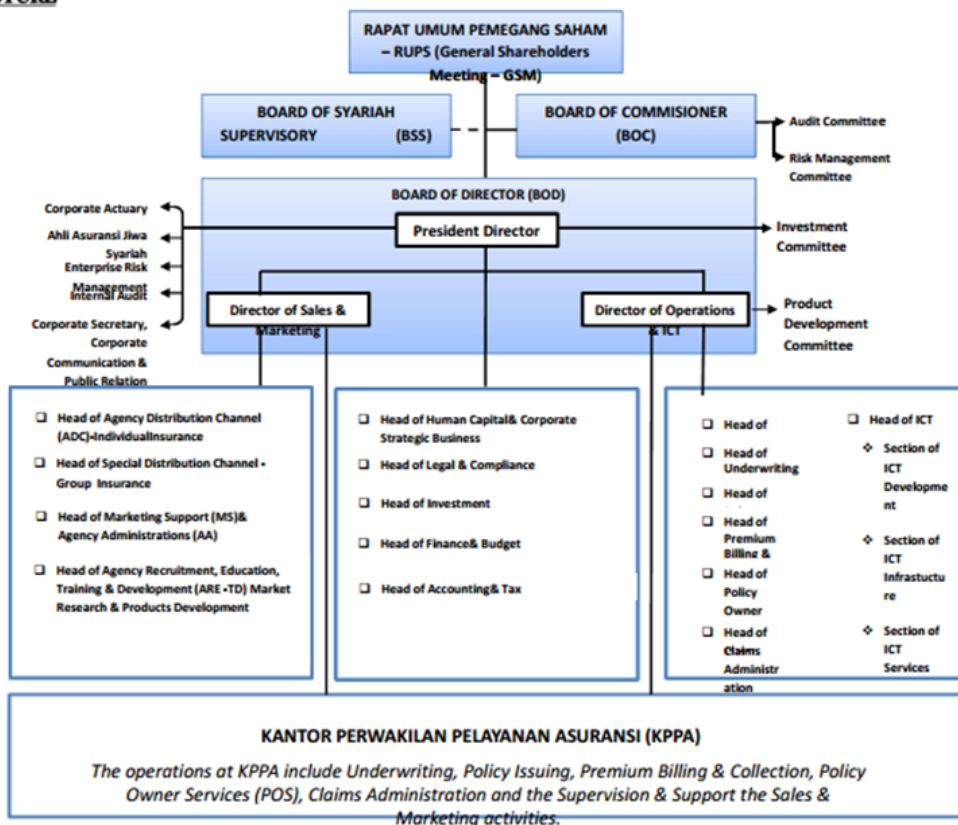 RAPAT UMUM PEMEGANG SAHAM
– RUPS (General Shareholders
Meeting – GSM)
BOARD OF SYARIAH
SUPERVISORY (BSS)
BOARD OF COMMISIONER
(BOC)
Audit Committee
Risk Management
Committee
BOARD OF DIRECTOR (BOD)
President Director
Corporate Actuary
Ahli Asuransi Jiwa
Syariah
Enterprise Risk
Management
Internal Audit
Corporate Secretary,
Corporate
Communication &
Public Relation
Investment
Committee
Director of Sales &
Marketing
Director of Operations
& ICT
Product
Development
Committee
❑ Head of Agency Distribution Channel
(ADC)•IndividualInsurance
❑ Head of Special Distribution Channel •
Group Insurance
❑ Head of Marketing Support (MS)&
Agency Administrations (AA)
❑ Head of Agency Recruitment, Education,
Training & Development (ARE •TD) Market
Research & Products Development
❑ Head of Human Capital& Corporate
Strategic Business
❑ Head of Legal & Compliance
❑ Head of Investment
❑ Head of Finance& Budget
❑ Head of Accounting& Tax
❑ Head of
❑ Head of
Underwriting
❑ Head of
❑ Head of
Premium
Billing &
❑ Head of
Policy
Owner
❑ Head of
Claims
Administr
ation
❑ Head of ICT
❖ Section of
ICT
Developme
nt
❖ Section of
ICT
Infrastuctu
re
❖ Section of
ICT
Services
KANTOR PERWAKILAN PELAYANAN ASURANSI (KPPA)
The operations at KPPA include Underwriting, Policy Issuing, Premium Billing & Collection, Policy
Owner Services (POS), Claims Administration and the Supervision & Support the Sales &
Marketing activities.